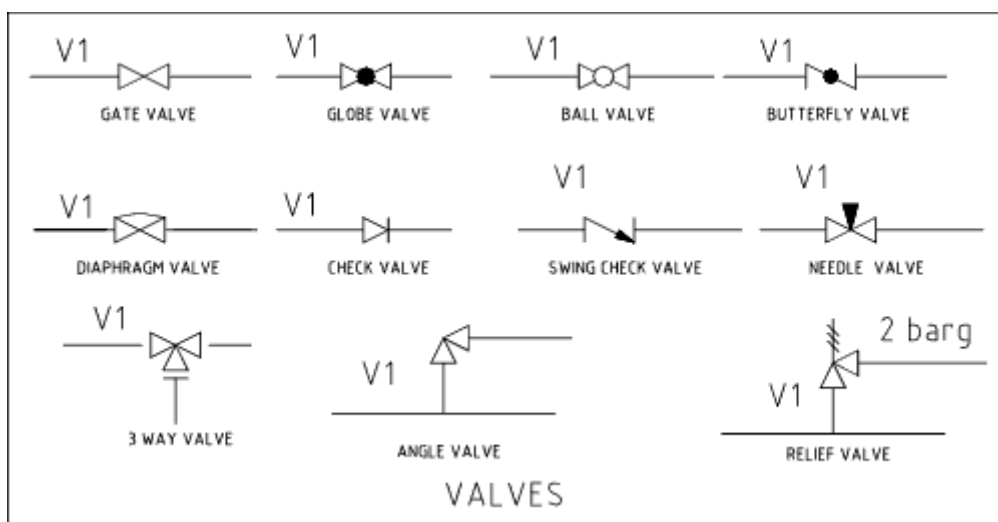 V1 V1 V1 V1
GATE VALVE GLOBE VALVE BALL VALVE BUTTERFLY VALVE
V1 V1 V1 V1
DIAPHRAGM VALVE CHECK VALVE SWING CHECK VALVE NEEDLE VALVE
V1 2 barg
V1 V1
3 WAY VALVE ANGLE VALVE RELIEF VALVE
VALVES